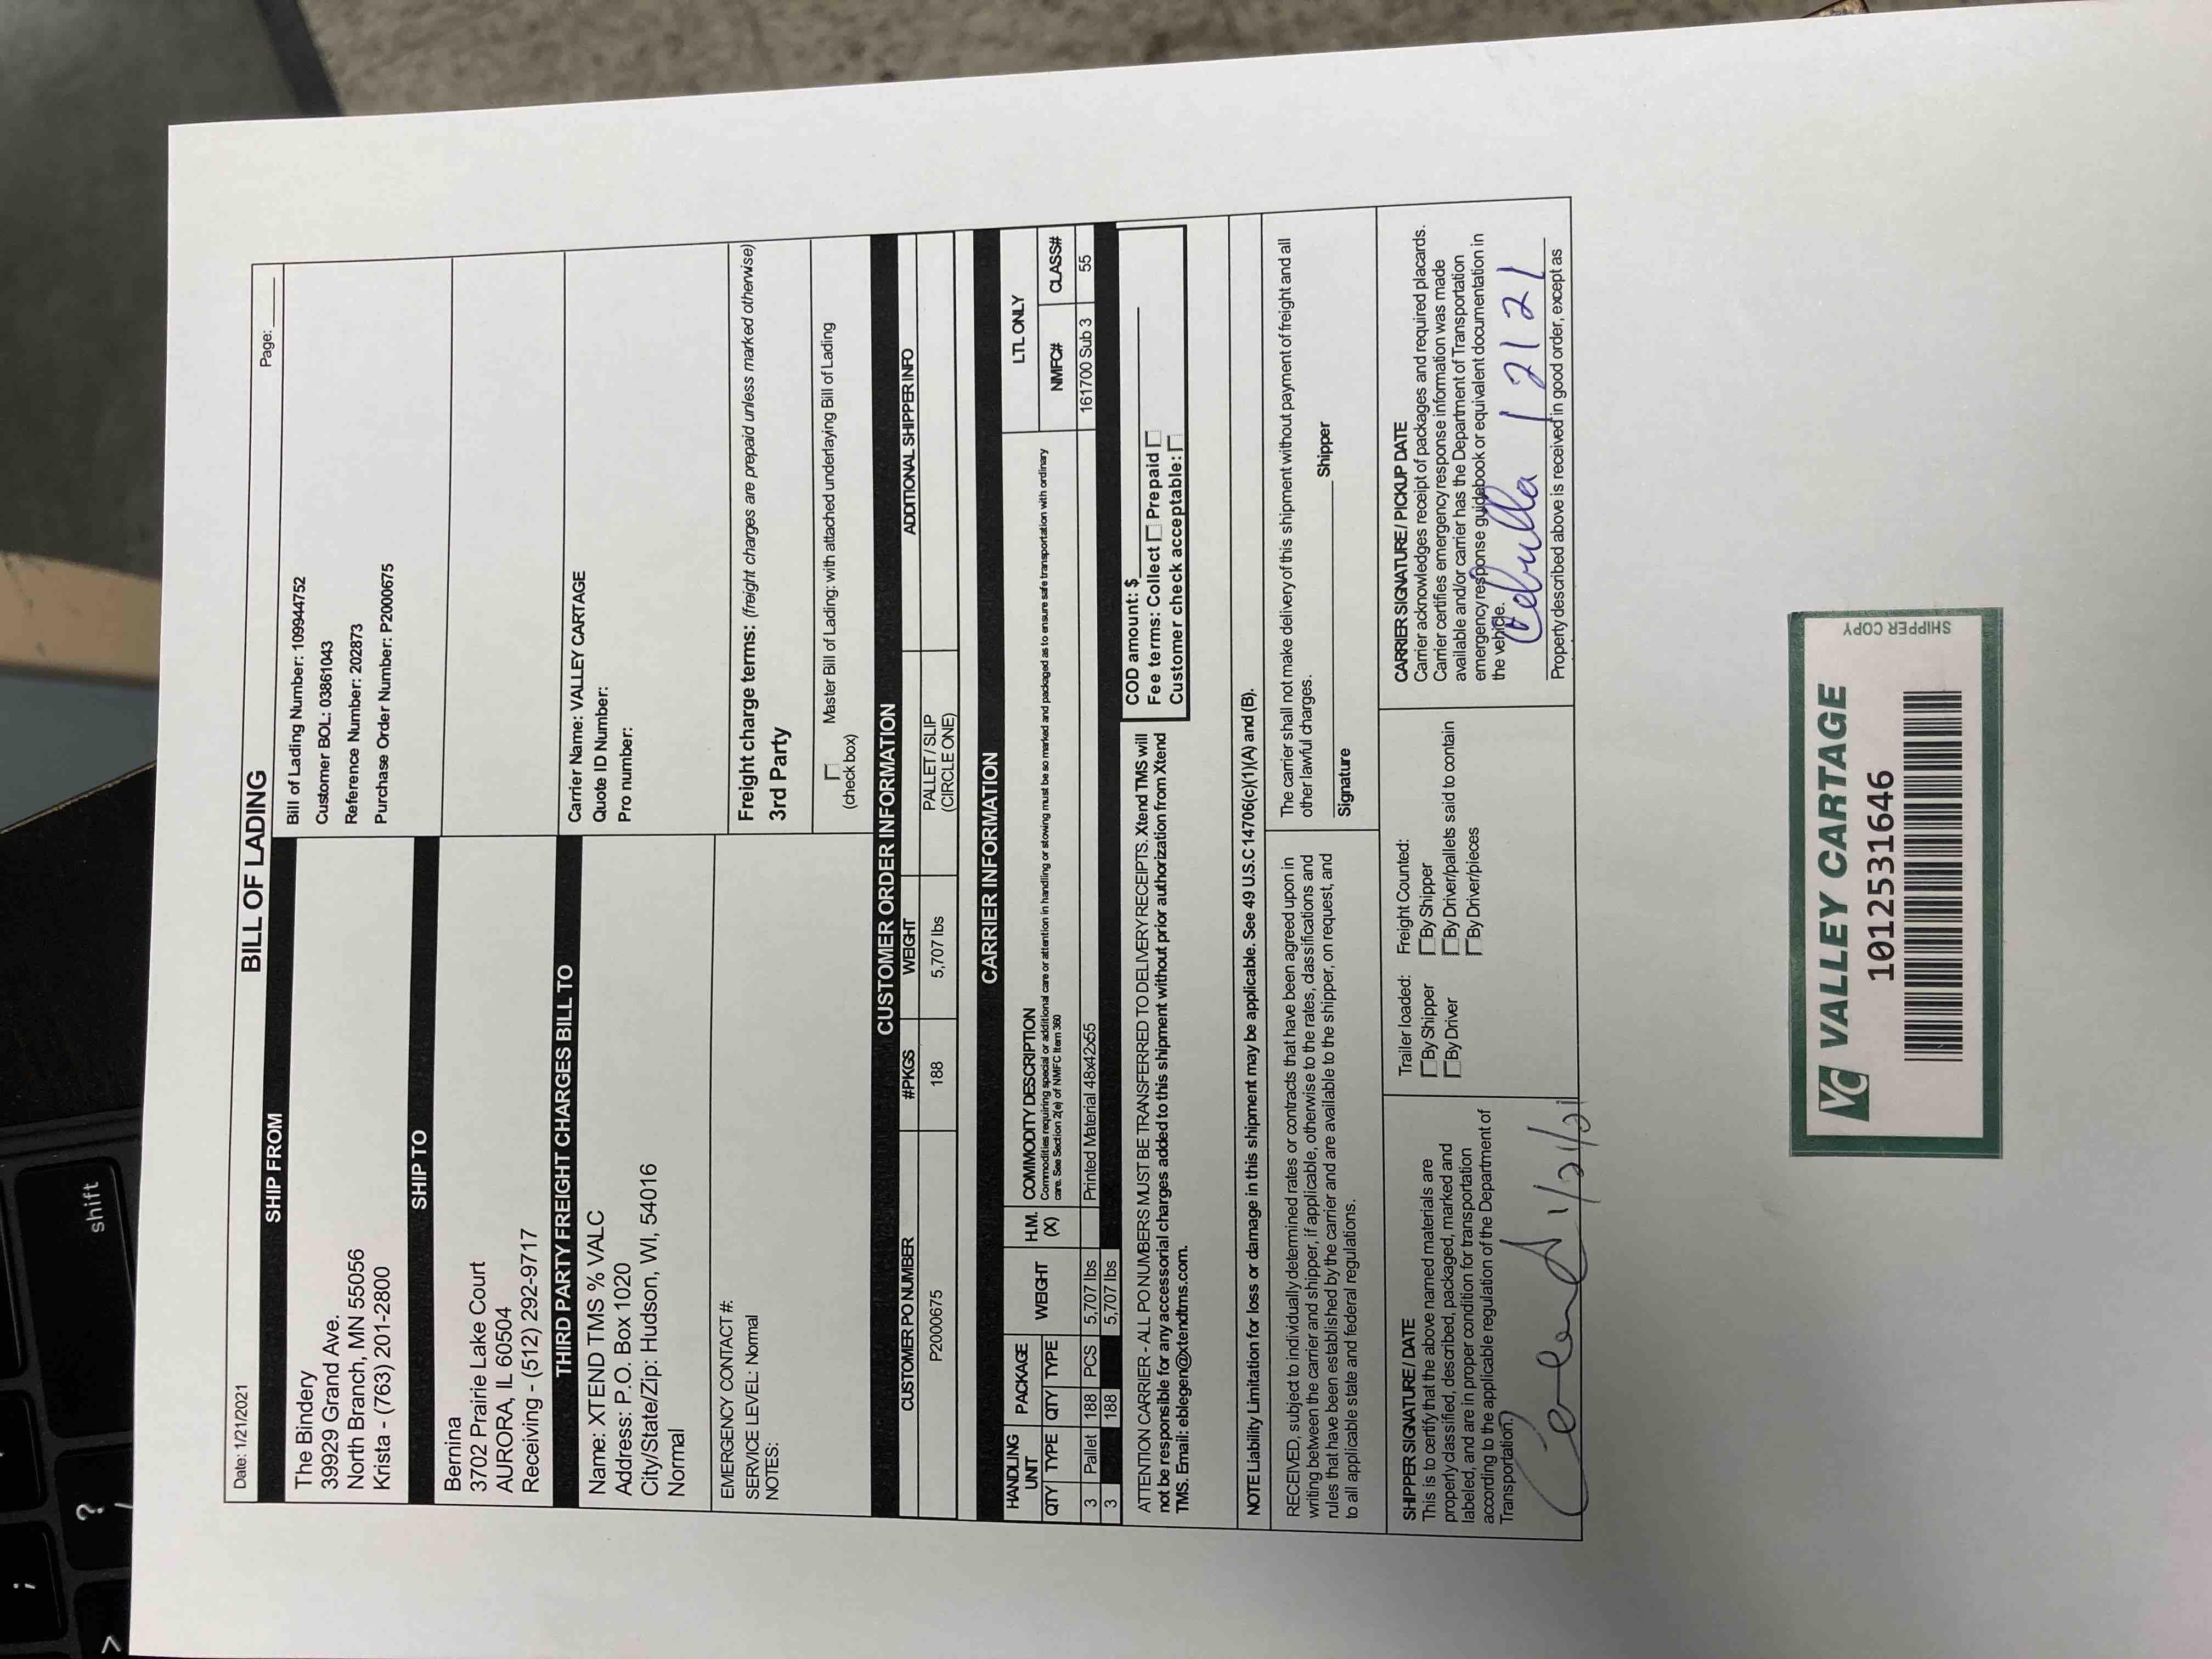 Date: 1/21/2021
BILL OF LADING
Page:
SHIP FROM
The Bindery
39929 Grand Ave.
North Branch, MN 55056
Krista - (763) 201-2800
Bill of Lading Number: 109944752
Customer BOL: 03861043
Reference Number: 202873
Purchase Order Number: P2000675
SHIP TO
Bernina
3702 Prairie Lake Court
AURORA, IL 60504
Receiving - (512) 292-9717
THIRD PARTY FREIGHT CHARGES BILL TO
Name: XTEND TMS % VALC
Address: P.O. Box 1020
City/State/Zip: Hudson, WI, 54016
Normal
Carrier Name: VALLEY CARTAGE
Quote ID Number:
Pro number:
EMERGENCY CONTACT #:
SERVICE LEVEL: Normal
NOTES:
Freight charge terms: (freight charges are prepaid unless marked otherwise)
3rd Party
Master Bill of Lading: with attached underlaying Bill of Lading
(check box)
CUSTOMER ORDER INFORMATION
CUSTOMER PO NUMBER #PKGS WEIGHT PALLET / SLIP (CIRCLE ONE) ADDITIONAL SHIPPER INFO
P2000675 188 5,707 lbs
CARRIER INFORMATION
HANDLING UNIT PACKAGE WEIGHT H.M. (X) COMMODITY DESCRIPTION LTL ONLY
Commodities requiring special or additional care or attention in handling or stowing must be so marked and packaged as to ensure safe transportation with ordinary
care. See Section 2(e) of NMFC Item 360
QTY TYPE QTY TYPE NMFC# CLASS#
3 Pallet 188 PCS 5,707 lbs Printed Material 48x42x55 161700 Sub 3 55
3 188 5,707 lbs
ATTENTION CARRIER - ALL PO NUMBERS MUST BE TRANSFERRED TO DELIVERY RECEIPTS. Xtend TMS will
not be responsible for any accessorial charges added to this shipment without prior authorization from Xtend
TMS. Email: eblegen@xtendtms.com.
COD amount: $
Fee terms: Collect Prepaid
Customer check acceptable:
NOTE Liability Limitation for loss or damage in this shipment may be applicable. See 49 U.S.C 14706(c)(1)(A) and (B).
RECEIVED, subject to individually determined rates or contracts that have been agreed upon in
writing between the carrier and shipper, if applicable, otherwise to the rates, classifications and
rules that have been established by the carrier and are available to the shipper, on request, and
to all applicable state and federal regulations.
The carrier shall not make delivery of this shipment without payment of freight and all
other lawful charges.
Shipper
Signature
SHIPPER SIGNATURE / DATE
This is to certify that the above named materials are
properly classified, described, packaged, marked and
labeled, and are in proper condition for transportation
according to the applicable regulation of the Department of
Transportation.
1/21/21
Trailer loaded:
By Shipper
By Driver
Freight Counted:
By Shipper
By Driver/pallets said to contain
By Driver/pieces
CARRIER SIGNATURE / PICKUP DATE
Carrier acknowledges receipt of packages and required placards.
Carrier certifies emergency response information was made
available and/or carrier has the Department of Transportation
emergency response guidebook or equivalent documentation in
the vehicle.
12121
Property described above is received in good order, except as
VC VALLEY CARTAGE
1012531646
SHIPPER COPY
;
?
/
>
shift